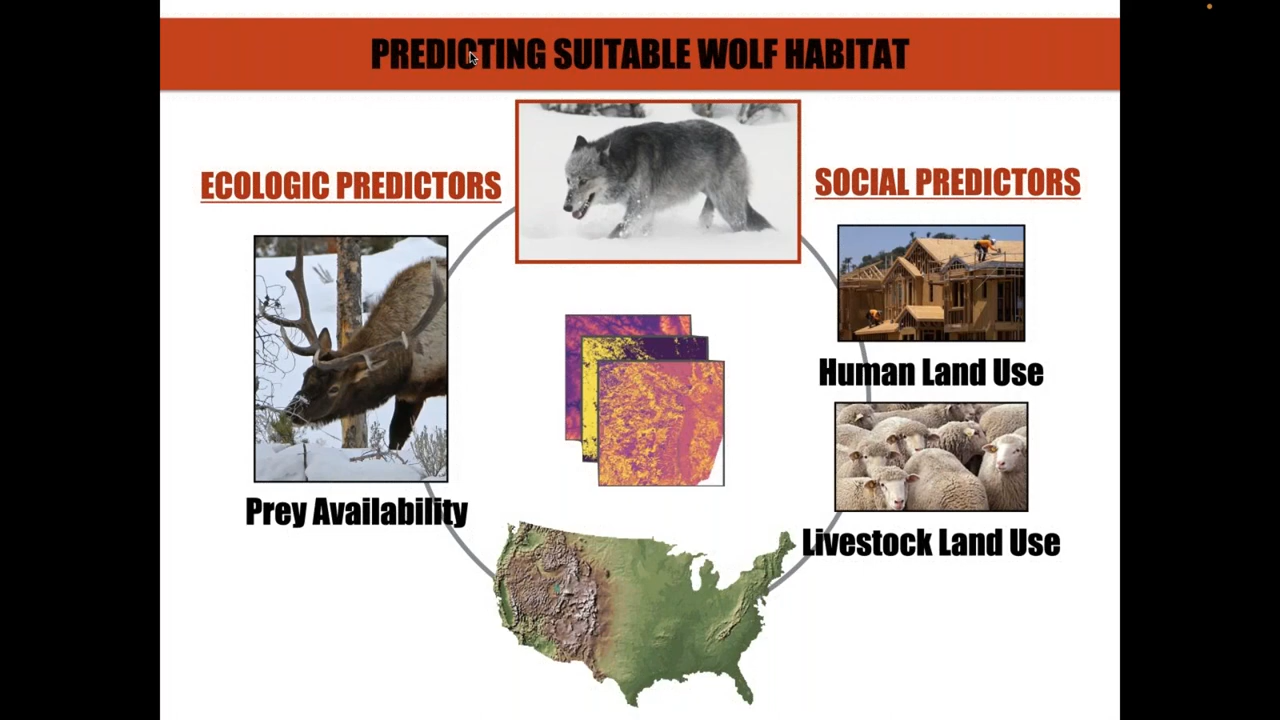 PREDICTING SUITABLE WOLF HABITAT
ECOLOGIC PREDICTORS
SOCIAL PREDICTORS
Human Land Use
Prey Availability
Livestock Land Use